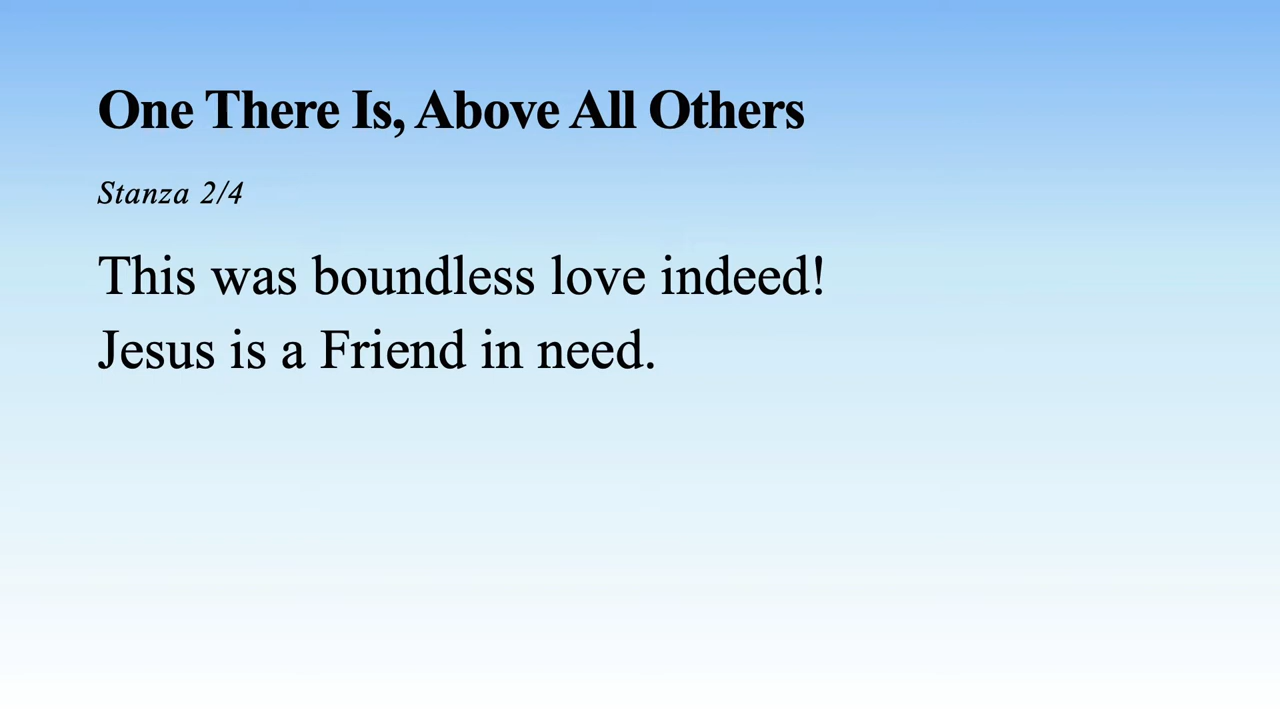 One There Is, Above All Others
Stanza 2/4
This was boundless love indeed!
Jesus is a Friend in need.